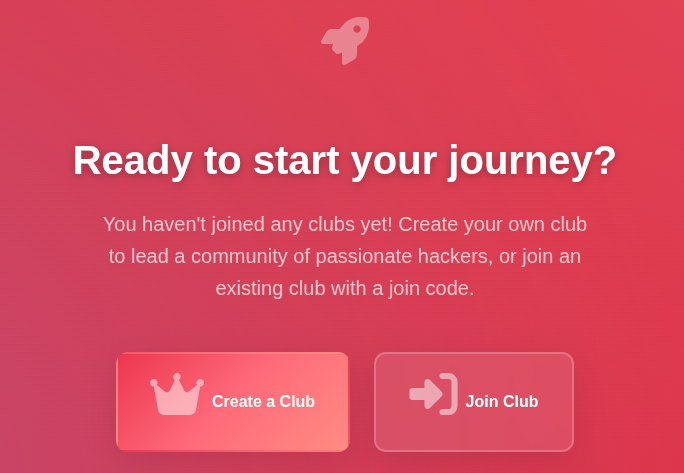 Ready to start your journey?
You haven't joined any clubs yet! Create your own club
to lead a community of passionate hackers, or join an
existing club with a join code.
Create a Club
Join Club